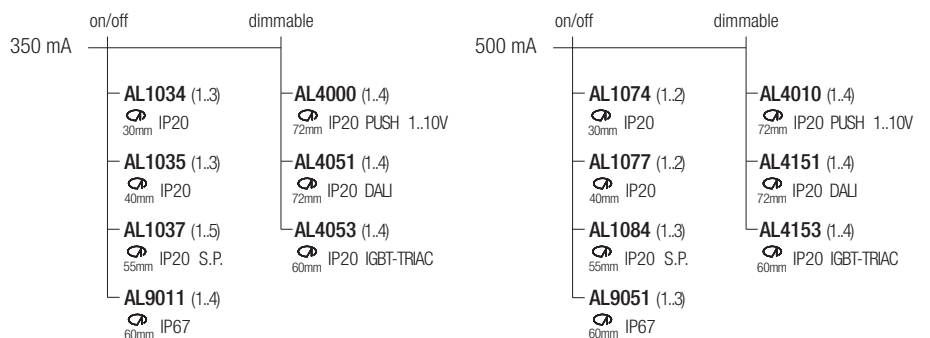 on/off dimmable
350 mA
AL1034 (1..3) AL4000 (1..4)
30mm IP20 72mm IP20 PUSH 1..10V
AL1035 (1..3) AL4051 (1..4)
40mm IP20 72mm IP20 DALI
AL1037 (1..5) AL4053 (1..4)
55mm IP20 S.P. 60mm IP20 IGBT-TRIAC
AL9011 (1..4)
60mm IP67
on/off dimmable
500 mA
AL1074 (1..2) AL4010 (1..4)
30mm IP20 72mm IP20 PUSH 1..10V
AL1077 (1..2) AL4151 (1..4)
40mm IP20 72mm IP20 DALI
AL1084 (1..3) AL4153 (1..4)
55mm IP20 S.P. 60mm IP20 IGBT-TRIAC
AL9051 (1..3)
60mm IP67